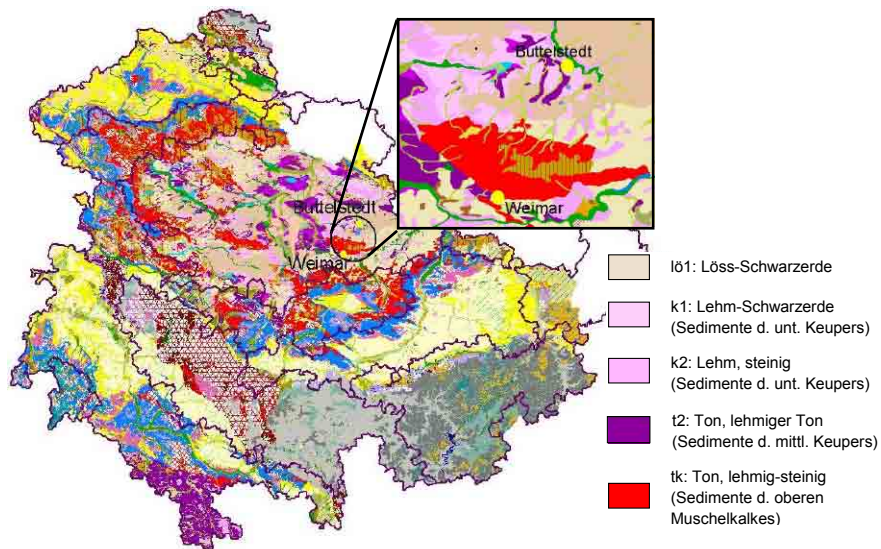 Buttelstedt
Weimar
Buttelstedt
Weimar
lö1: Löss-Schwarzerde
k1: Lehm-Schwarzerde
(Sedimente d. unt. Keupers)
k2: Lehm, steinig
(Sedimente d. unt. Keupers)
t2: Ton, lehmiger Ton
(Sedimente d. mittl. Keupers)
tk: Ton, lehmig-steinig
(Sedimente d. oberen
Muschelkalkes)